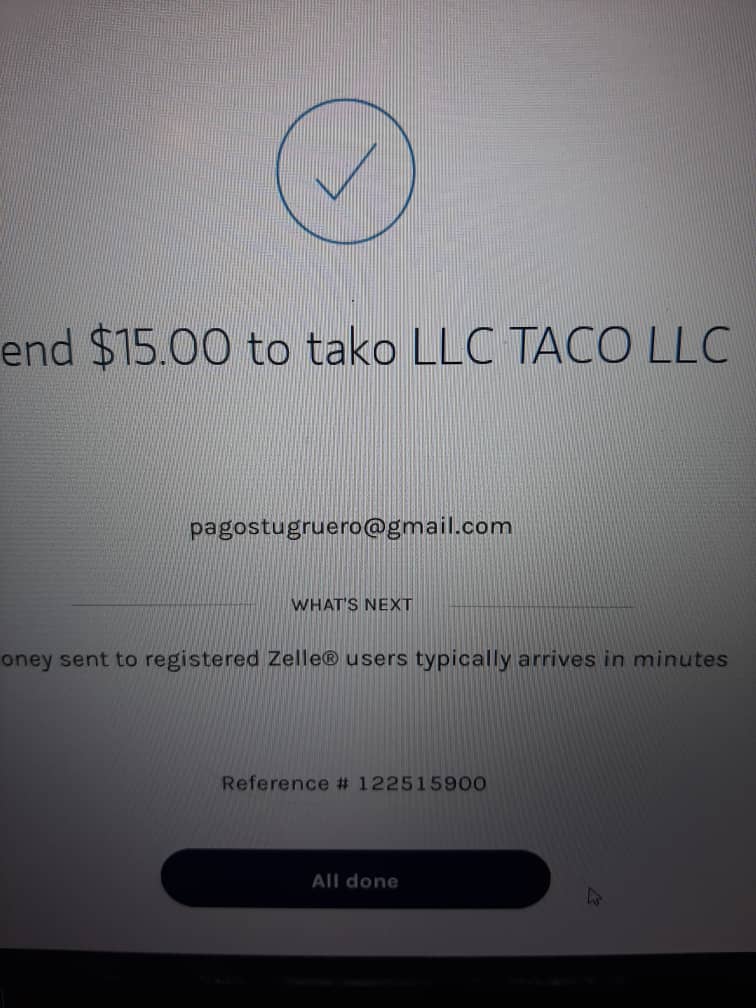 end $15.00 to tako LLC TACO LLC
pagostugruero@gmail.com
WHAT'S NEXT
oney sent to registered Zelle® users typically arrives in minutes
Reference # 122515900
All done